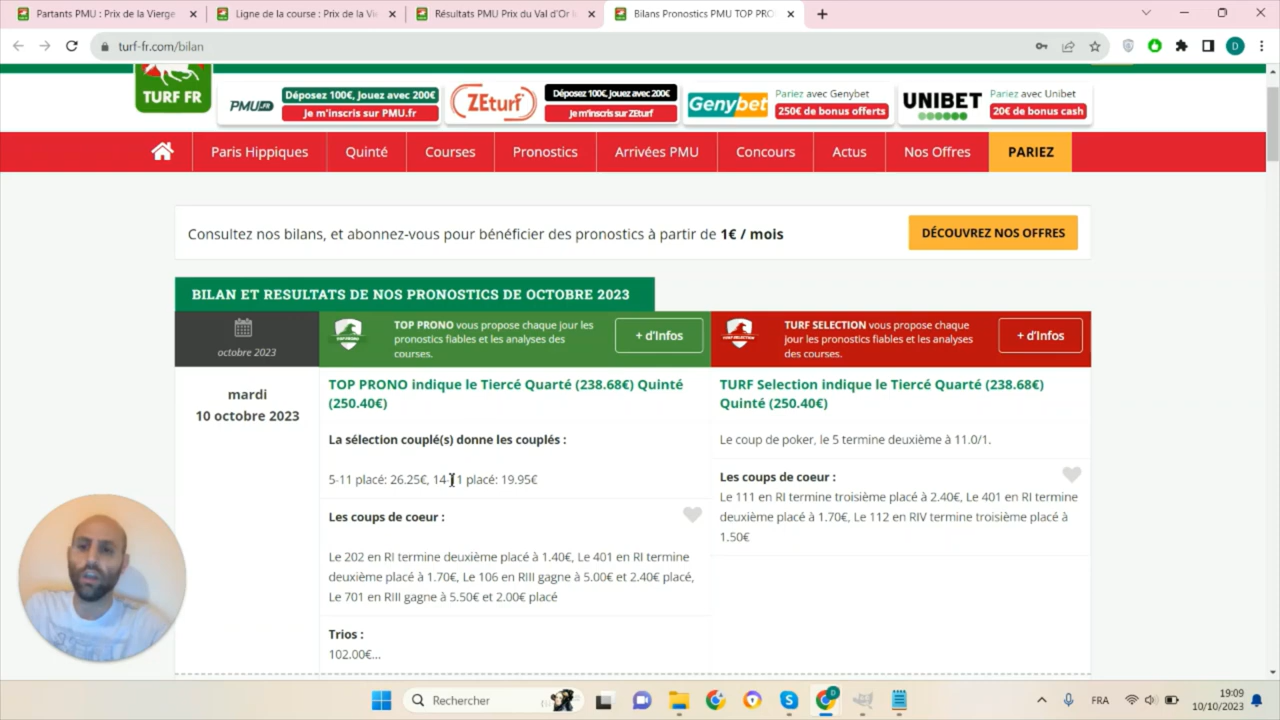 Partants PMU : Prix de la Vierge
Ligne de la course : Prix de la Vi
Résultats PMU Prix du Val d'Or
Bilans Pronostics PMU TOP PRO
turf-fr.com/bilan
TURF FR
PMU.FR
Déposez 100€, Jouez avec 200€
Je m'inscris sur PMU.fr
ZEturf
Déposez 100€, Jouez avec 200€
Je m'inscris sur ZEturf
Genybet
Pariez avec Genybet
250€ de bonus offerts
UNIBET
Pariez avec Unibet
20€ de bonus cash
Paris Hippiques
Quinté
Courses
Pronostics
Arrivées PMU
Concours
Actus
Nos Offres
PARIEZ
Consultez nos bilans, et abonnez-vous pour bénéficier des pronostics à partir de 1€ / mois
DÉCOUVREZ NOS OFFRES
BILAN ET RESULTATS DE NOS PRONOSTICS DE OCTOBRE 2023
octobre 2023
TOP PRONO vous propose chaque jour les
pronostics fiables et les analyses des
courses.
+ d'Infos
TURF SELECTION vous propose chaque
jour les pronostics fiables et les analyses
des courses.
+ d'Infos
mardi
10 octobre 2023
TOP PRONO indique le Tiercé Quarté (238.68€) Quinté
(250.40€)
La sélection couplé(s) donne les couplés :
5-11 placé: 26.25€, 14-11 placé: 19.95€
Les coups de coeur :
Le 202 en RI termine deuxième placé à 1.40€, Le 401 en RI termine
deuxième placé à 1.70€, Le 106 en RIII gagne à 5.00€ et 2.40€ placé,
Le 701 en RIII gagne à 5.50€ et 2.00€ placé
Trios :
102.00€...
TURF Selection indique le Tiercé Quarté (238.68€)
Quinté (250.40€)
Le coup de poker, le 5 termine deuxième à 11.0/1.
Les coups de coeur :
Le 111 en RI termine troisième placé à 2.40€, Le 401 en RI termine
deuxième placé à 1.70€, Le 112 en RIV termine troisième placé à
1.50€
Rechercher
FRA
19:09
10/10/2023